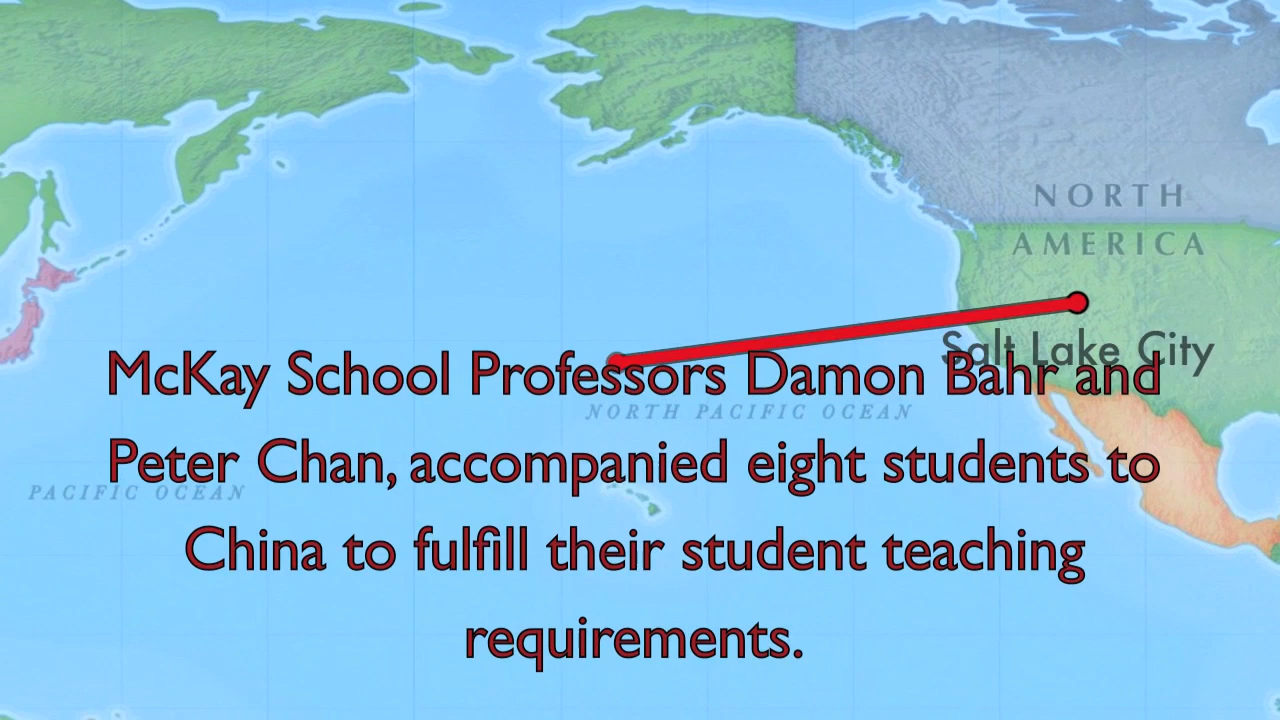 NORTH
AMERICA
Salt Lake City
McKay School Professors Damon Bahr and
NORTH PACIFIC OCEAN
Peter Chan, accompanied eight students to
PACIFIC OCEAN
China to fulfill their student teaching
requirements.